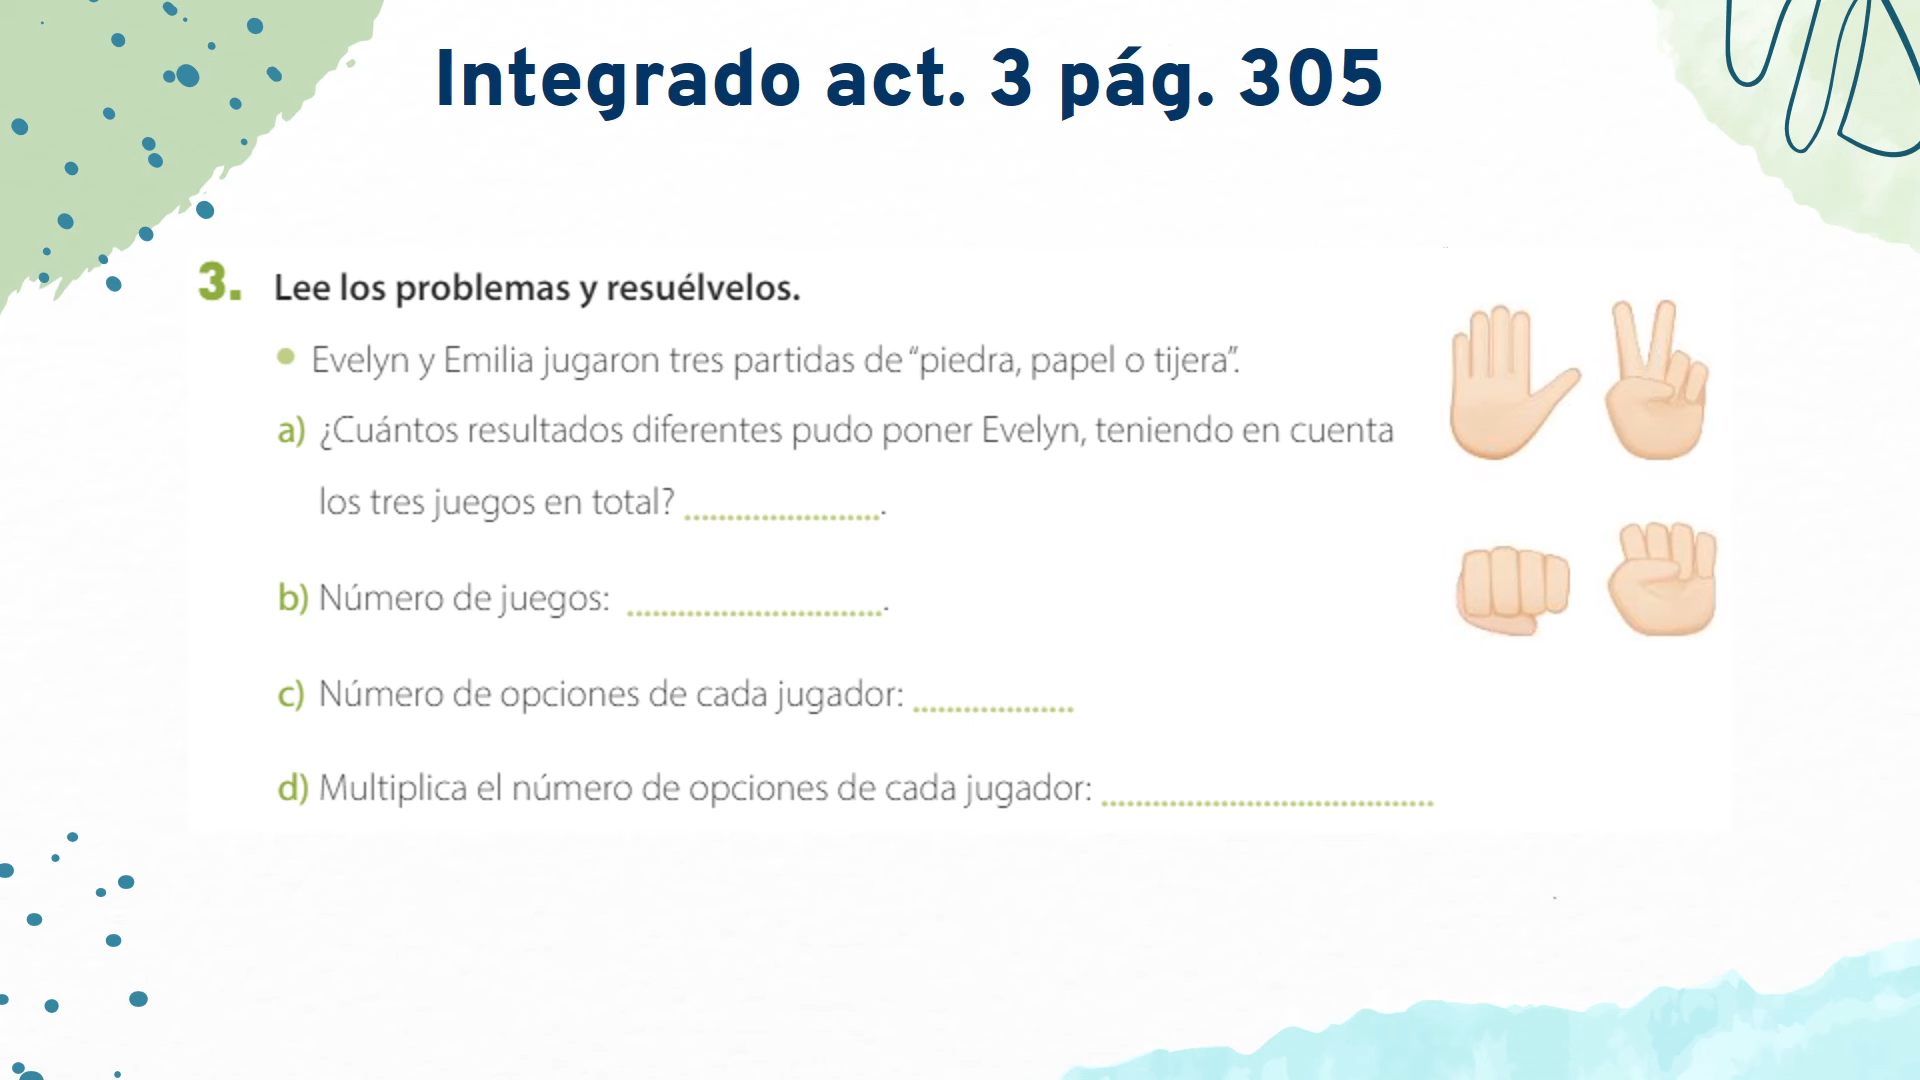 Integrado act. 3 pág. 305
3. Lee los problemas y resuélvelos.
• Evelyn y Emilia jugaron tres partidas de “piedra, papel o tijera”.
a) ¿Cuántos resultados diferentes pudo poner Evelyn, teniendo en cuenta
los tres juegos en total? ........................
b) Número de juegos: ........................
c) Número de opciones de cada jugador: ........................
d) Multiplica el número de opciones de cada jugador: ........................